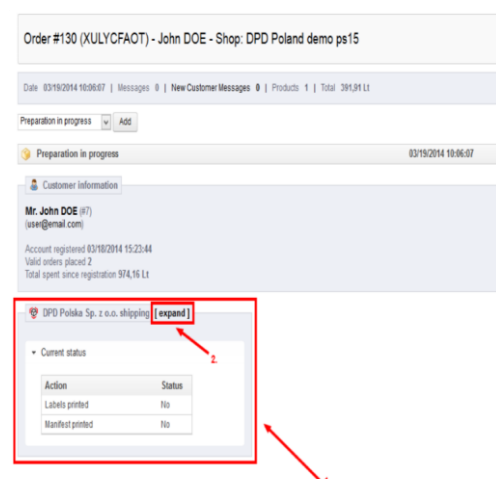 Order #130 (XULYCFAOT) - John DOE - Shop: DPD Poland demo ps15
Date 03/19/2014 10:06:07 | Messages 0 | New Customer Messages 0 | Products 1 | Total 391,91 Lt
Preparation in progress Add
Preparation in progress 03/19/2014 10:06:07
Customer information
Mr. John DOE (#7)
(user@email.com)
Account registered 03/18/2014 15:23:44
Valid orders placed 2
Total spent since registration 974,16 Lt
DPD Polska Sp. z o.o. shipping [ expand ]
2.
Current status
Action Status
Labels printed No
Manifest printed No